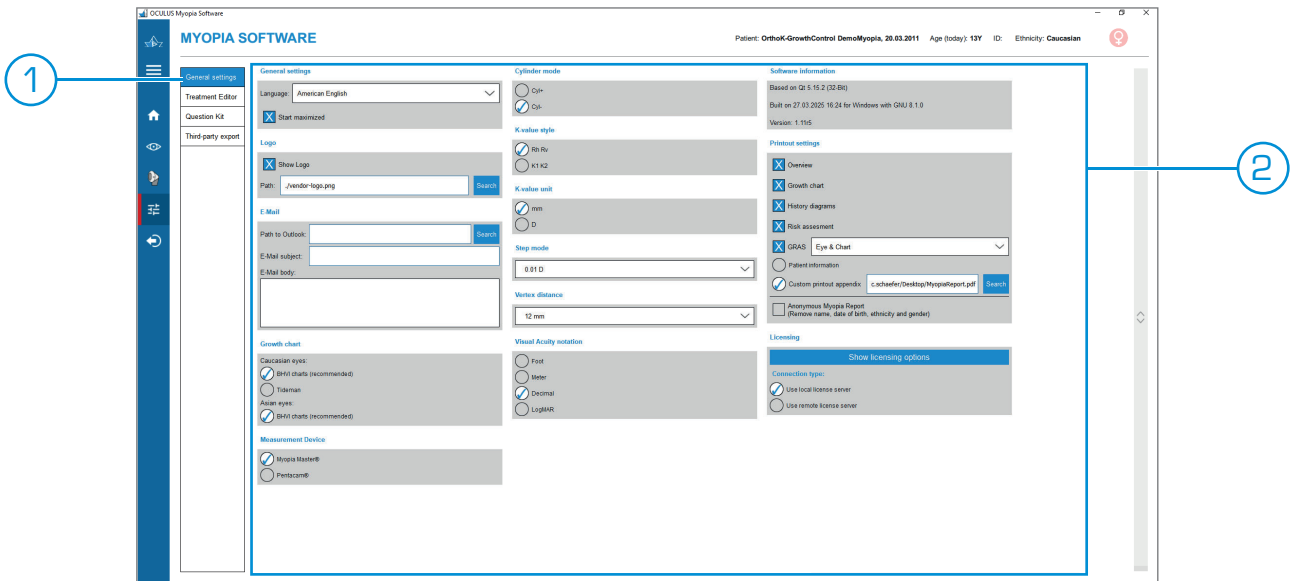 OCULUS Myopia Software
MYOPIA SOFTWARE
Patient: OrthoK-GrowthControl DemoMyopia, 20.03.2011 Age (today): 13Y ID: Ethnicity: Caucasian
1
2
General settings
Treatment Editor
Question Kit
Third-party export
General settings
Language: American English
X Start maximized
Logo
X Show Logo
Path: ./vendor-logo.png Search
E-Mail
Path to Outlook: Search
E-Mail subject:
E-Mail body:
Growth chart
Caucasian eyes:
BHVI charts (recommended)
Tideman
Asian eyes:
BHVI charts (recommended)
Measurement Device
Myopia Master®
Pentacam®
Cylinder mode
Cyl+
Cyl-
K-value style
Rh Rv
K1 K2
K-value unit
mm
D
Step mode
0.01 D
Vertex distance
12 mm
Visual Acuity notation
Foot
Meter
Decimal
LogMAR
Software information
Based on Qt 5.15.2 (32-Bit)
Built on 27.03.2025 16:24 for Windows with GNU 8.1.0
Version: 1.11r5
Printout settings
X Overview
X Growth chart
X History diagrams
X Risk assesment
X GRAS Eye & Chart
Patient information
Custom printout appendix c.schaefer/Desktop/MyopiaReport.pdf Search
Anonymous Myopia Report
(Remove name, date of birth, ethnicity and gender)
Licensing
Show licensing options
Connection type:
Use local license server
Use remote license server